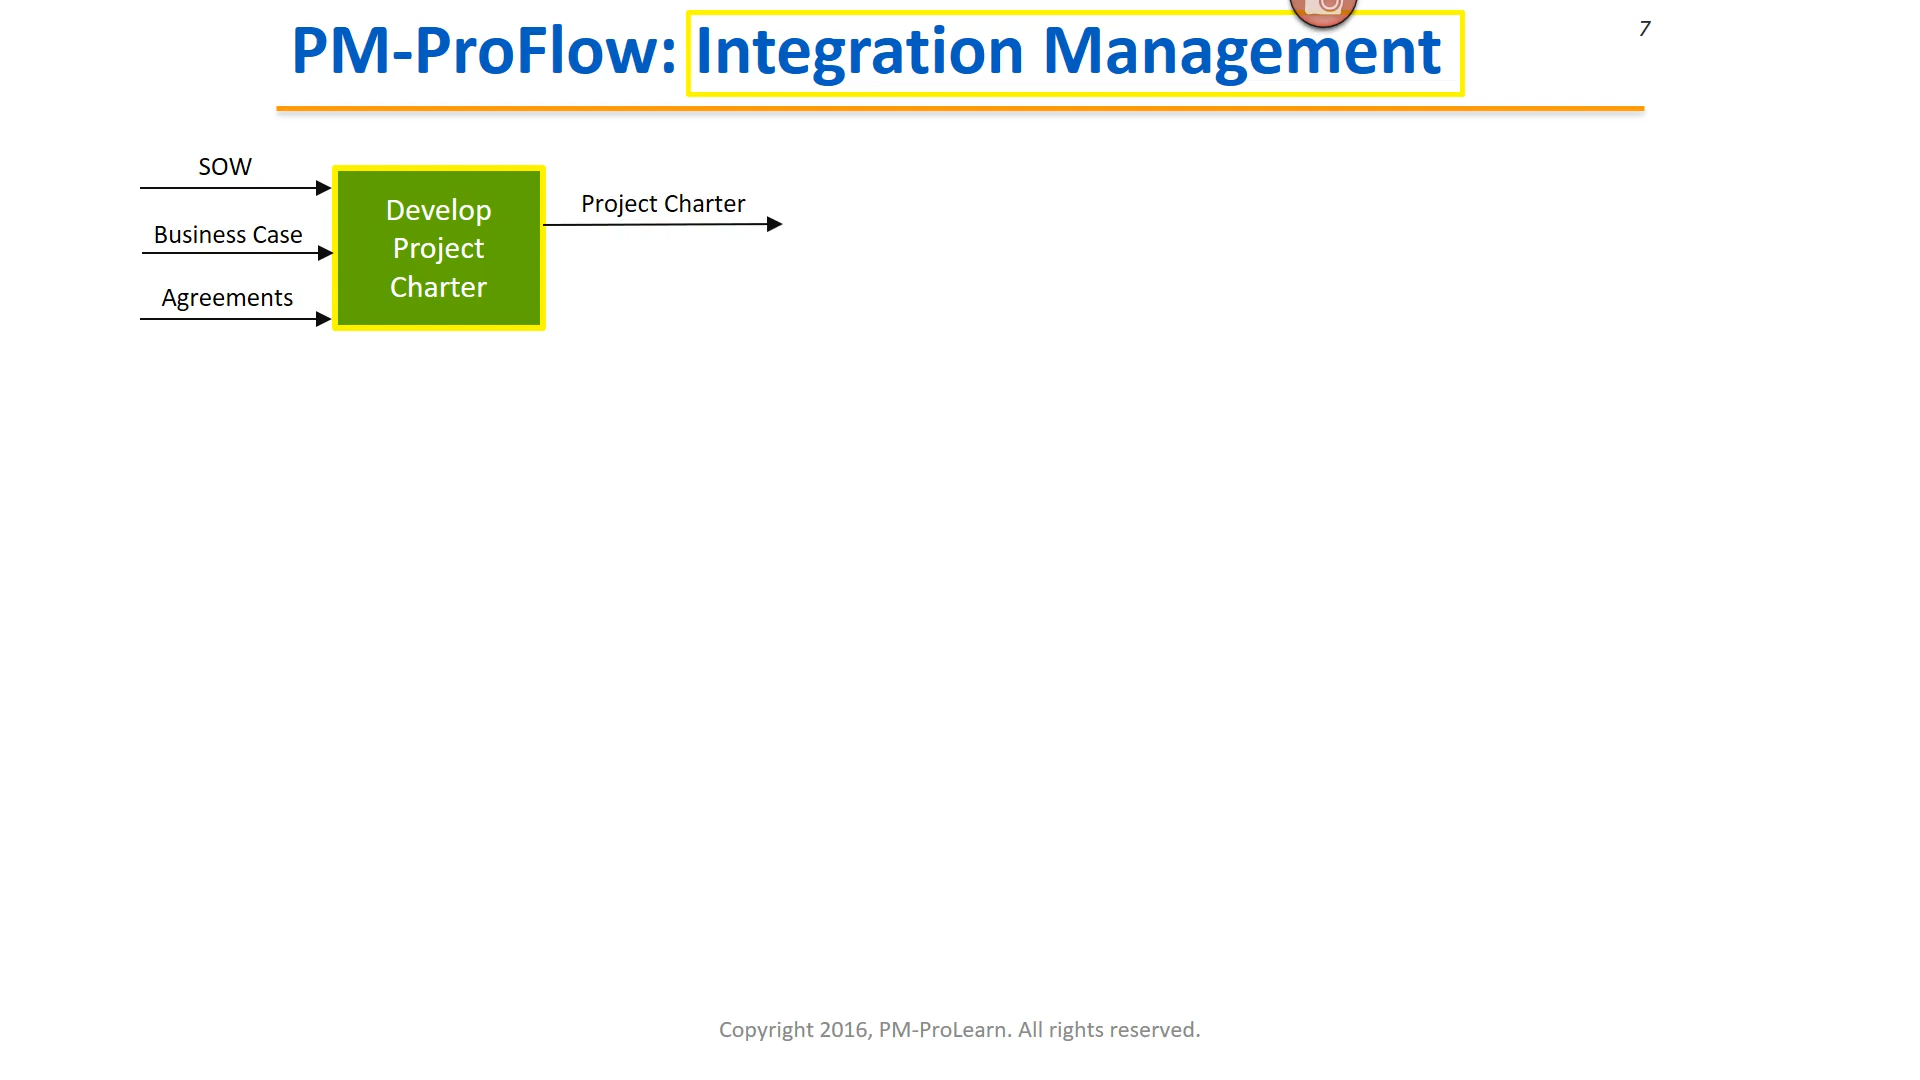 PM-ProFlow: Integration Management
7
SOW
Business Case
Agreements
Develop
Project
Charter
Project Charter
Copyright 2016, PM-ProLearn. All rights reserved.